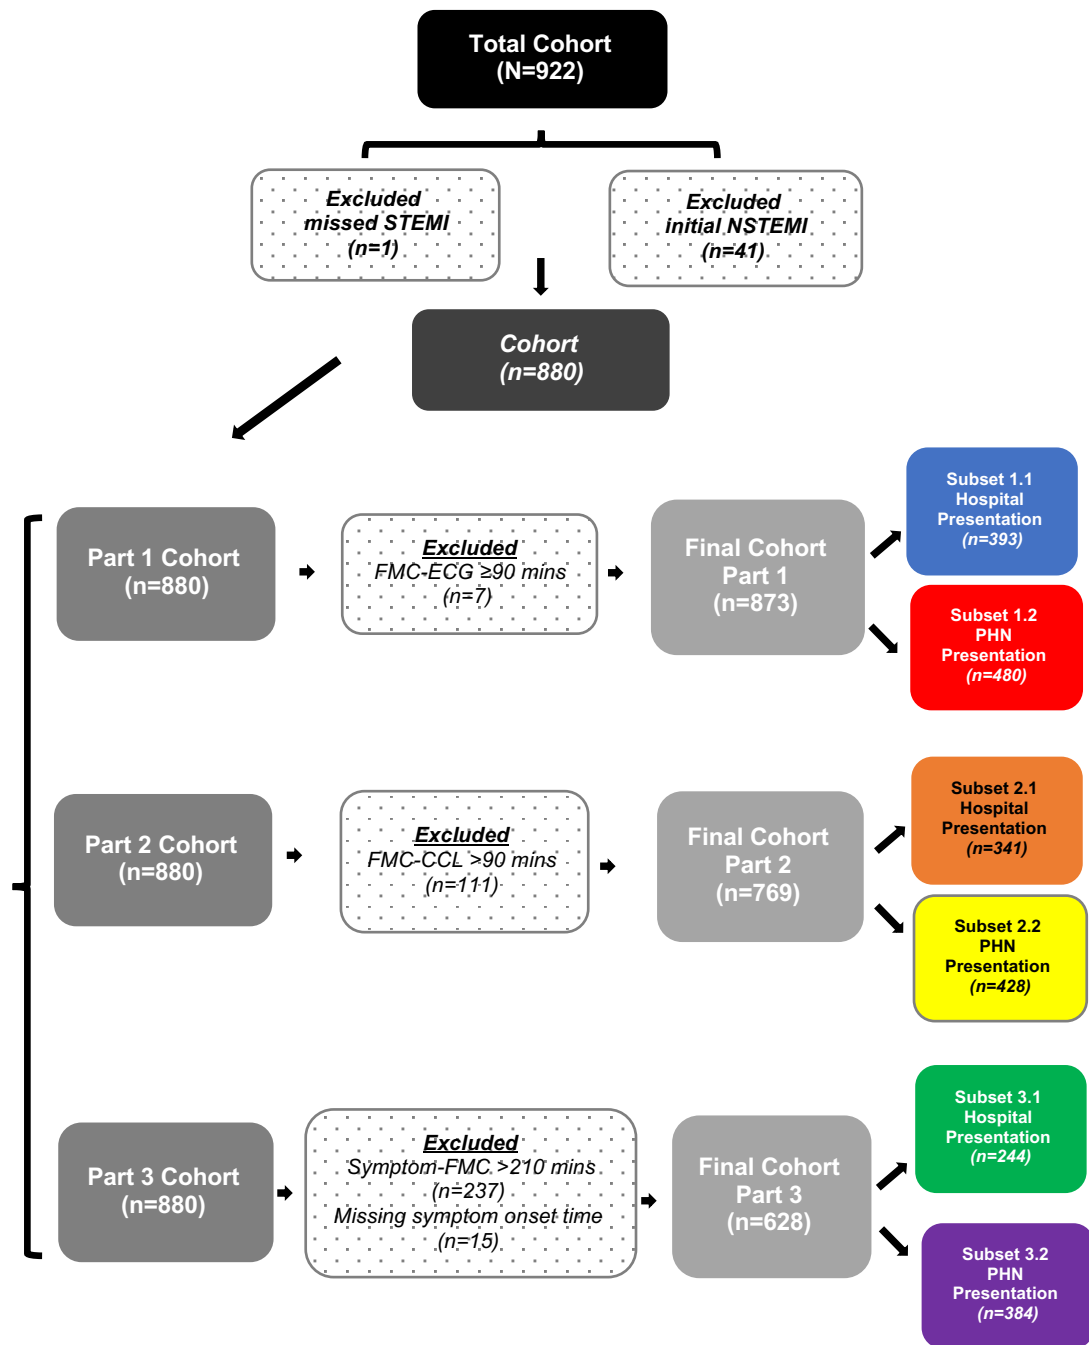 Total Cohort
(N=922)
Excluded
missed STEMI
(n=1)
Excluded
initial NSTEMI
(n=41)
Cohort
(n=880)
Part 1 Cohort
(n=880)
Excluded
FMC-ECG ≥90 mins
(n=7)
Final Cohort
Part 1
(n=873)
Subset 1.1
Hospital
Presentation
(n=393)
Subset 1.2
PHN
Presentation
(n=480)
Part 2 Cohort
(n=880)
Excluded
FMC-CCL >90 mins
(n=111)
Final Cohort
Part 2
(n=769)
Subset 2.1
Hospital
Presentation
(n=341)
Subset 2.2
PHN
Presentation
(n=428)
Part 3 Cohort
(n=880)
Excluded
Symptom-FMC >210 mins
(n=237)
Missing symptom onset time
(n=15)
Final Cohort
Part 3
(n=628)
Subset 3.1
Hospital
Presentation
(n=244)
Subset 3.2
PHN
Presentation
(n=384)